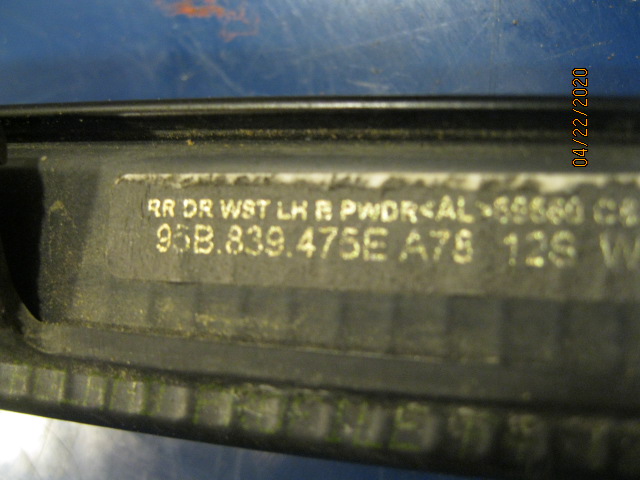 RR DR WST LH B PWDR<AL>
95B.839.475E A78 12S W
04/22/2020